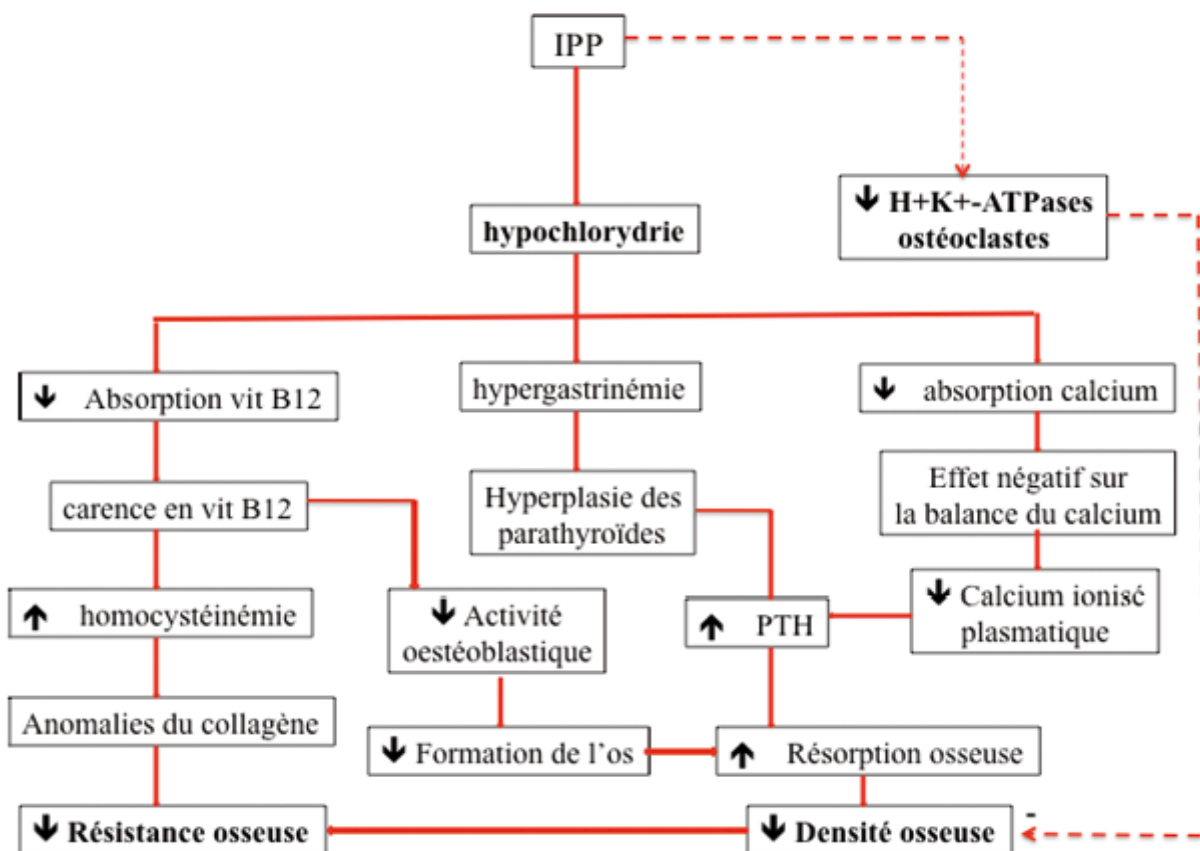 IPP
🡻 H+K+-ATPases
ostéoclastes
hypochlorydrie
🡻 Absorption vit B12
hypergastrinémie
🡻 absorption calcium
carence en vit B12
Hyperplasie des
parathyroïdes
Effet négatif sur
la balance du calcium
🡹 homocystéinémie
🡻 Activité
oestéoblastique
🡹 PTH
🡻 Calcium ionisé
plasmatique
Anomalies du collagène
🡻 Formation de l'os
🡹 Résorption osseuse
🡻 Résistance osseuse
🡻 Densité osseuse
-